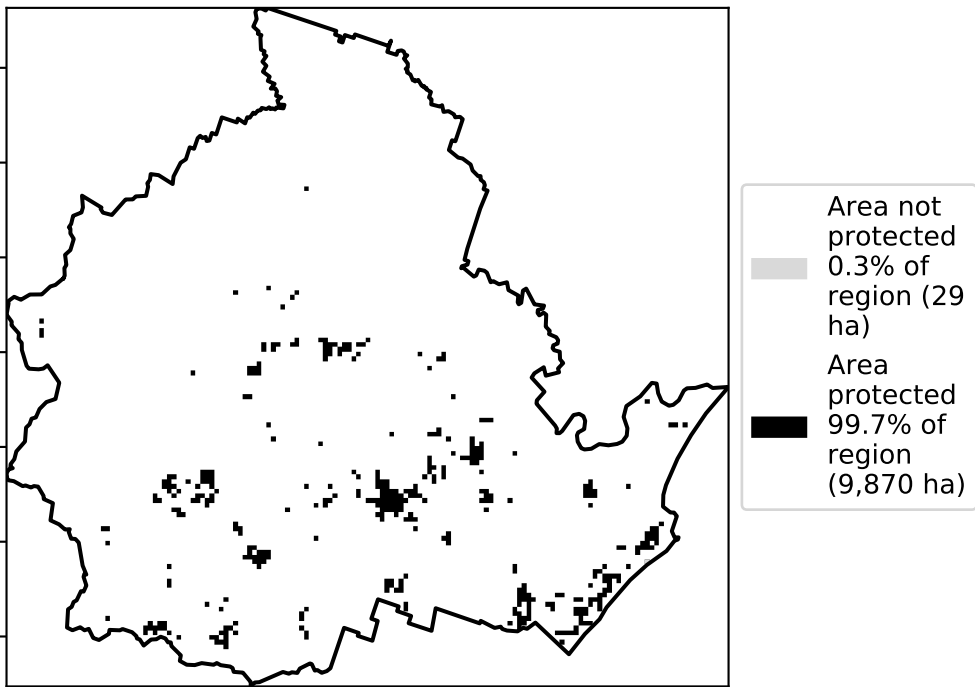 Area not
protected
0.3% of
region (29
ha)
Area
protected
99.7% of
region
(9,870 ha)